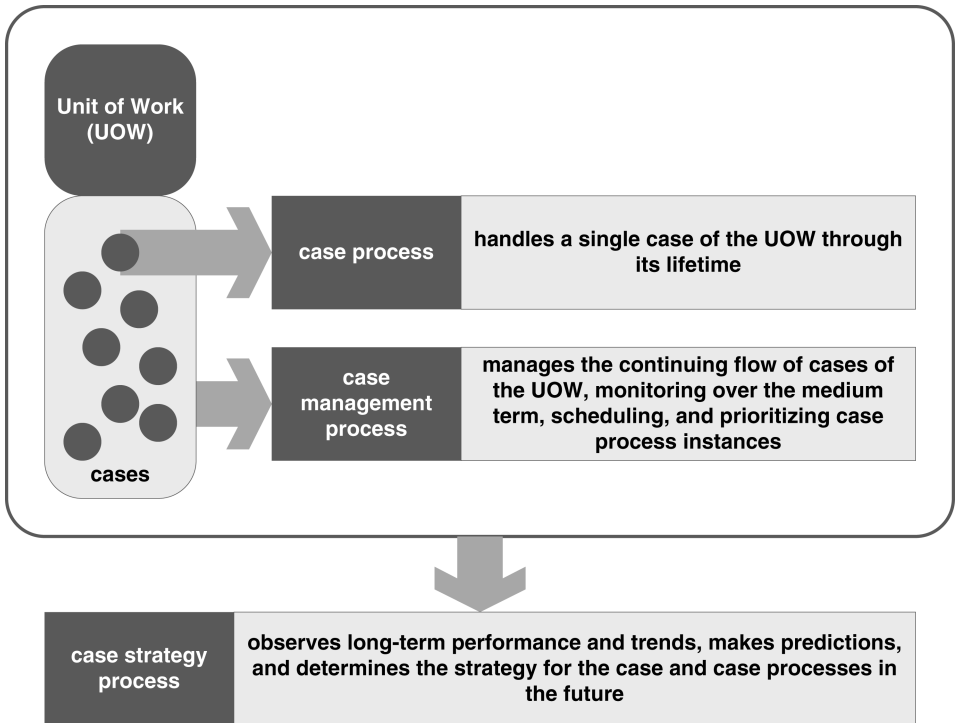 Unit of Work
(UOW)
case process
handles a single case of the UOW through
its lifetime
case
management
process
manages the continuing flow of cases of
the UOW, monitoring over the medium
term, scheduling, and prioritizing case
process instances
cases
case strategy
process
observes long-term performance and trends, makes predictions,
and determines the strategy for the case and case processes in
the future